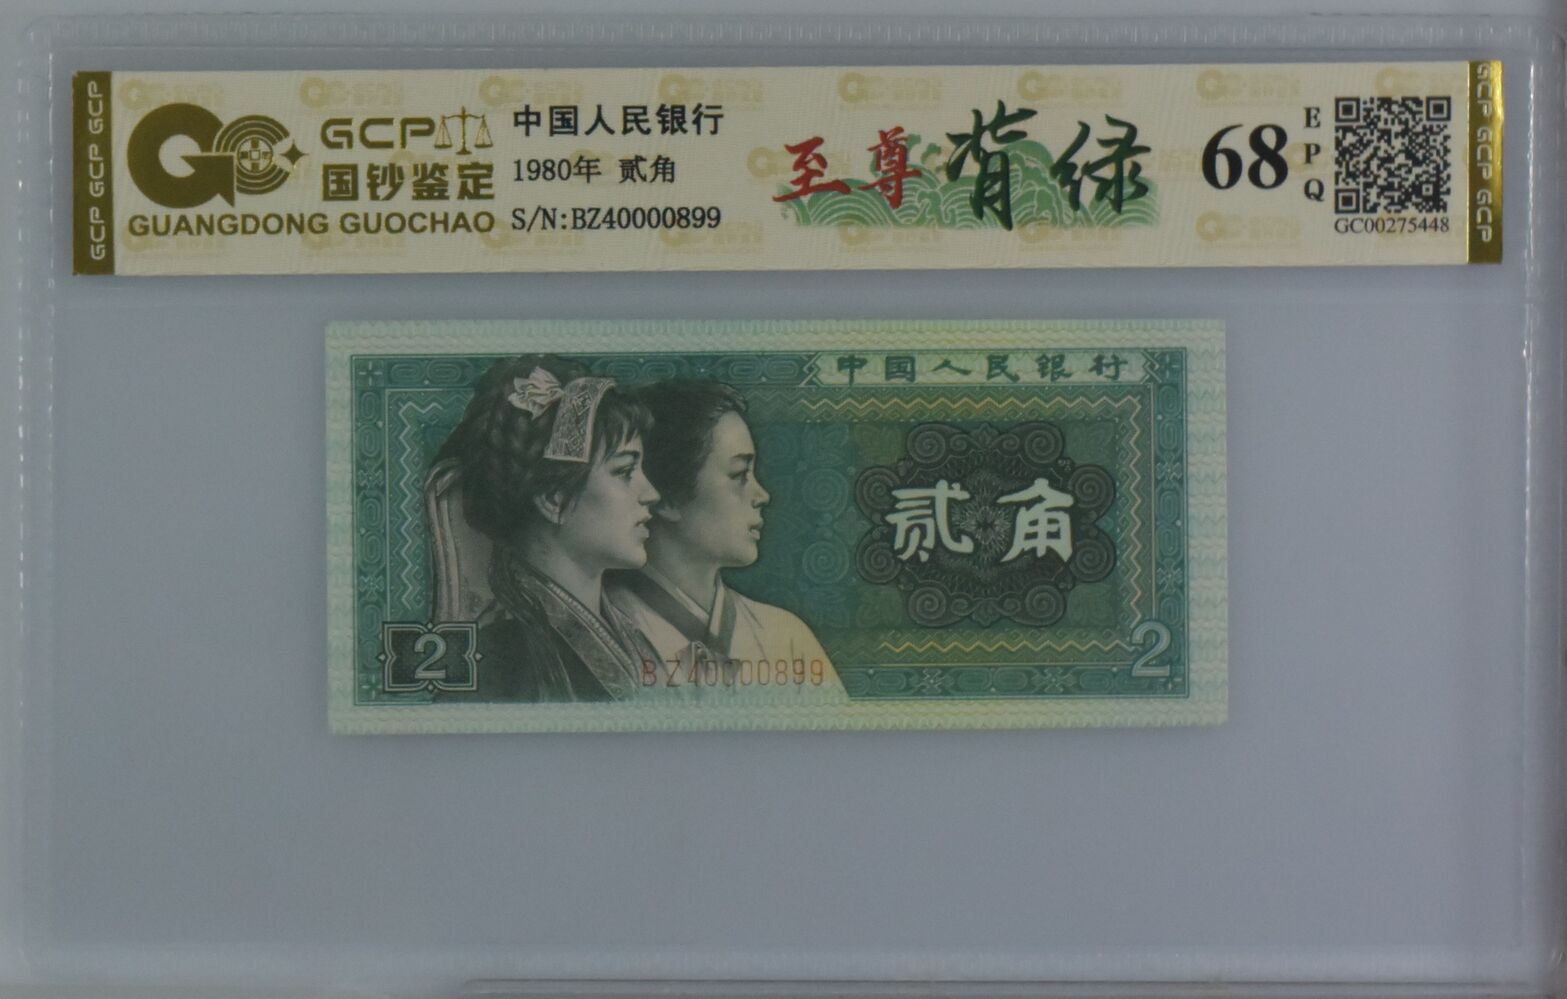 GCP
国钞鉴定
GUANGDONG GUOCHAO
中国人民银行
1980年 贰角
S/N:BZ40000899
至尊背绿
68
EPQ
GC00275448
GCP GCP GCP
GCP GCP GCP
中国人民银行
贰角
2
2
BZ40000899